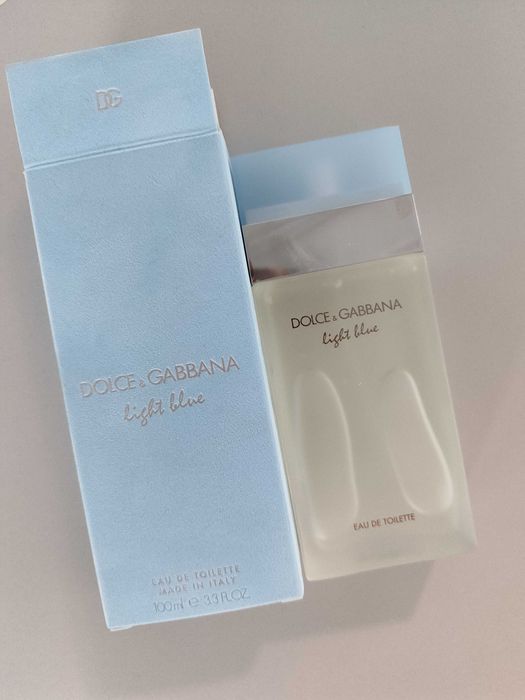 DG
DOLCE & GABBANA
light blue
EAU DE TOILETTE
MADE IN ITALY
100ml ℮ 3.3 FL.OZ.
DOLCE & GABBANA
light blue
EAU DE TOILETTE